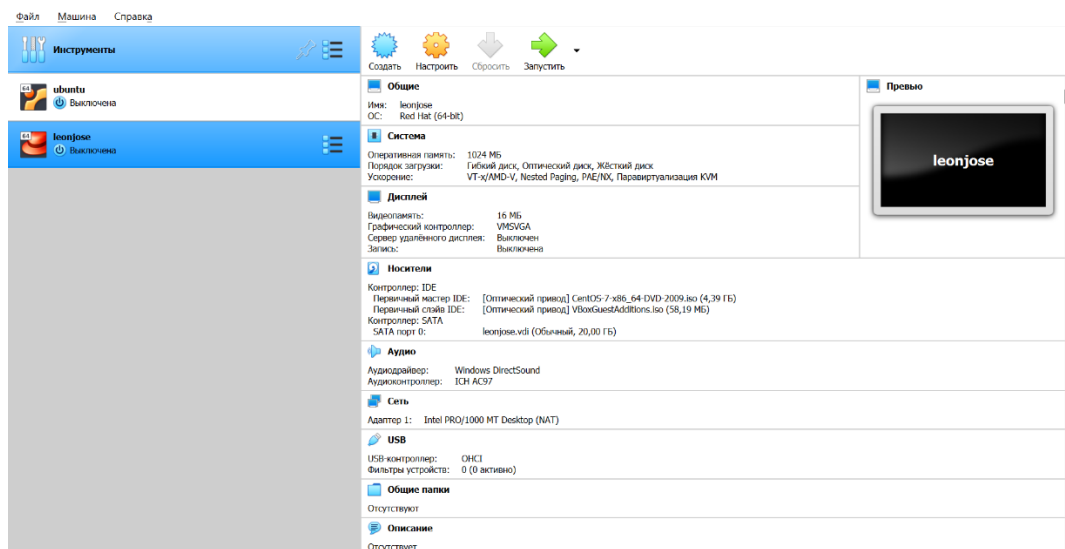 Файл Машина Справка
Инструменты
64 ubuntu
Выключена
64 leonjose
Выключена
Создать Настроить Сбросить Запустить
Общие
Имя: leonjose
ОС: Red Hat (64-bit)
Система
Оперативная память: 1024 МБ
Порядок загрузки: Гибкий диск, Оптический диск, Жёсткий диск
Ускорение: VT-x/AMD-V, Nested Paging, PAE/NX, Паравиртуализация KVM
Дисплей
Видеопамять: 16 МБ
Графический контроллер: VMSVGA
Сервер удалённого дисплея: Выключен
Запись: Выключена
Носители
Контроллер: IDE
Первичный мастер IDE: [Оптический привод] CentOS-7-x86_64-DVD-2009.iso (4,39 ГБ)
Первичный слэйв IDE: [Оптический привод] VBoxGuestAdditions.iso (58,19 МБ)
Контроллер: SATA
SATA порт 0: leonjose.vdi (Обычный, 20,00 ГБ)
Аудио
Аудиодрайвер: Windows DirectSound
Аудиоконтроллер: ICH AC97
Сеть
Адаптер 1: Intel PRO/1000 MT Desktop (NAT)
USB
USB-контроллер: OHCI
Фильтры устройств: 0 (0 активно)
Общие папки
Отсутствуют
Описание
Отсутствует
Превью
leonjose